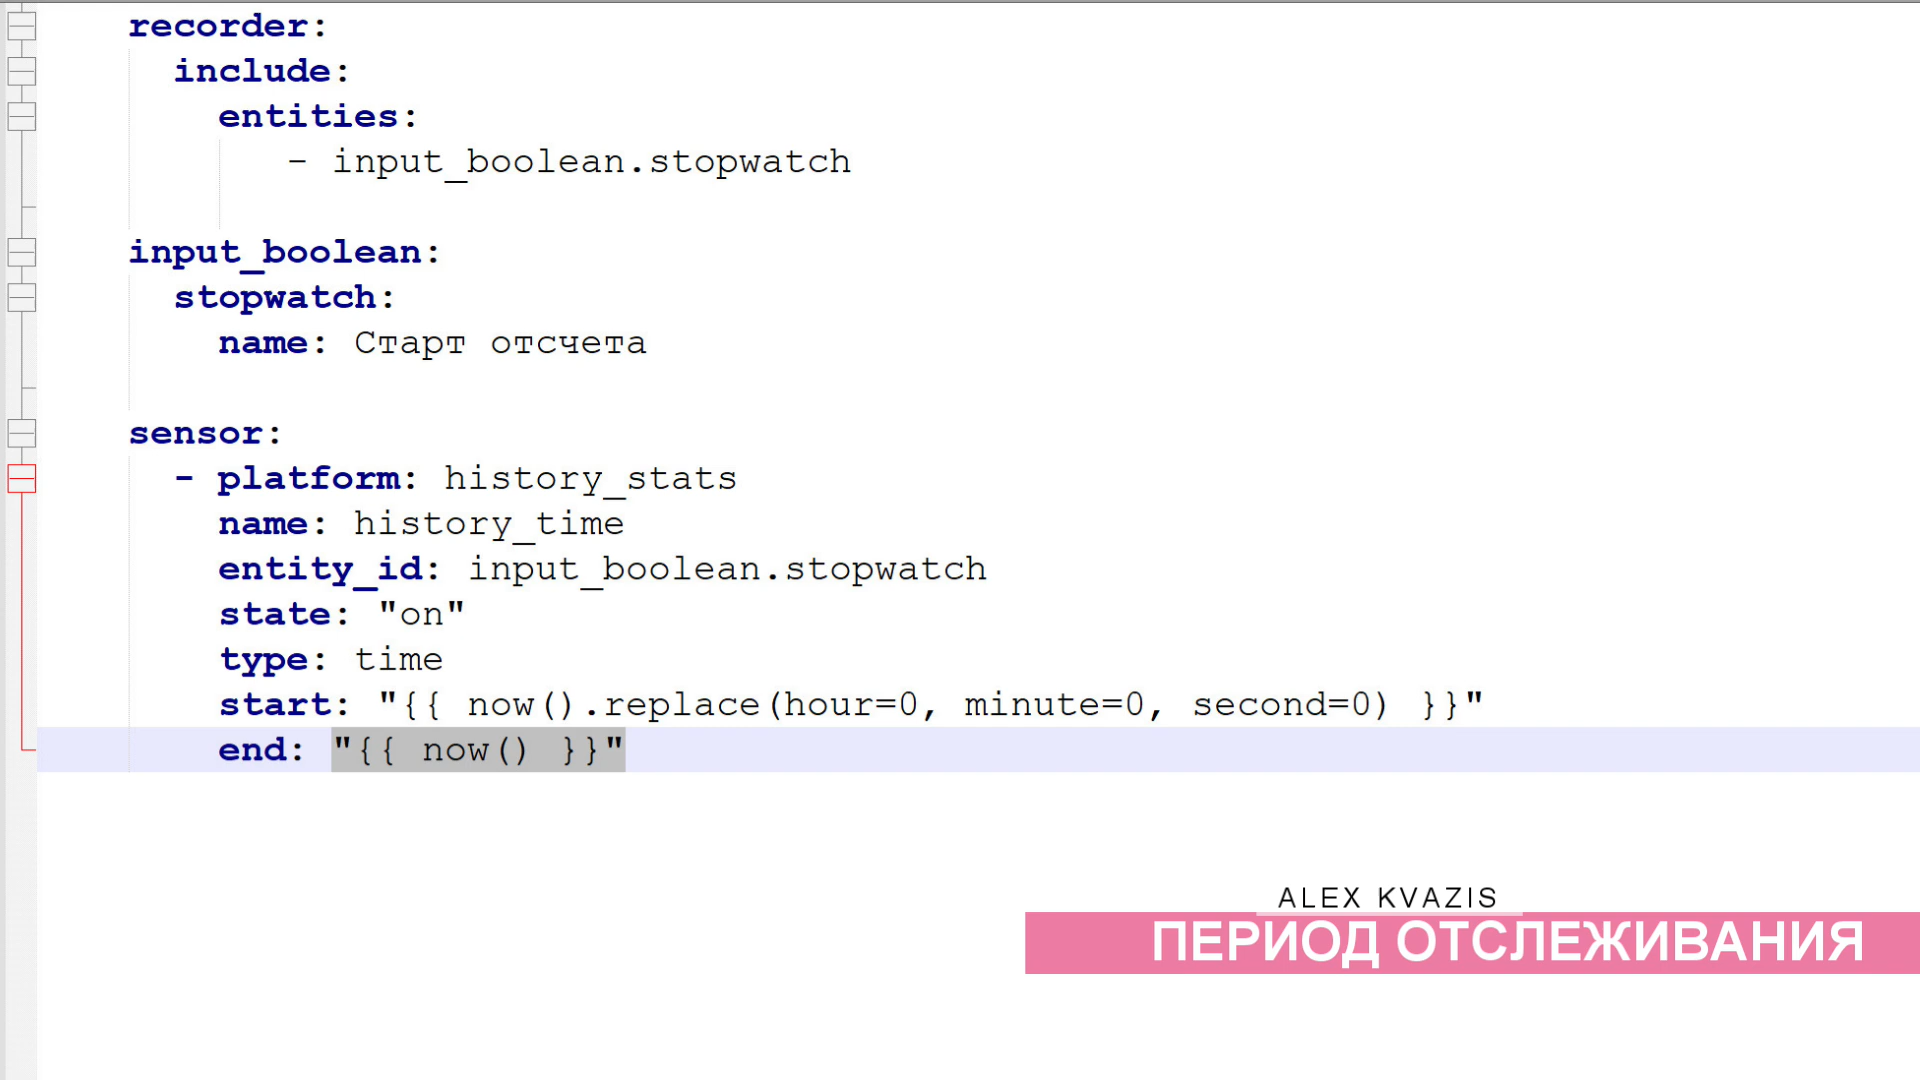 recorder:
include:
entities:
- input_boolean.stopwatch
input_boolean:
stopwatch:
name: Старт отсчета
sensor:
- platform: history_stats
name: history_time
entity_id: input_boolean.stopwatch
state: "on"
type: time
start: "{{ now().replace(hour=0, minute=0, second=0) }}"
end: "{{ now() }}"
ALEX KVAZIS
ПЕРИОД ОТСЛЕЖИВАНИЯ